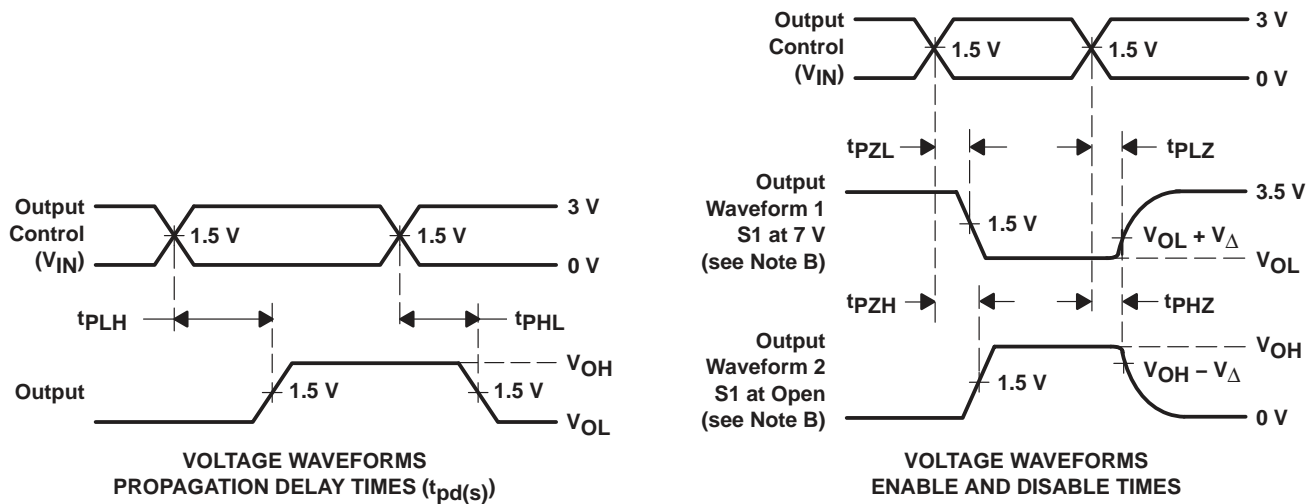 Output
Control
(VIN)
3 V
1.5 V
1.5 V
0 V
tPLH
tPHL
Output
VOH
1.5 V
1.5 V
VOL
VOLTAGE WAVEFORMS
PROPAGATION DELAY TIMES (tpd(s))
Output
Control
(VIN)
3 V
1.5 V
1.5 V
0 V
tPZL
tPLZ
Output
Waveform 1
S1 at 7 V
(see Note B)
3.5 V
1.5 V
VOL + VΔ
VOL
tPZH
tPHZ
Output
Waveform 2
S1 at Open
(see Note B)
VOH
1.5 V
VOH − VΔ
0 V
VOLTAGE WAVEFORMS
ENABLE AND DISABLE TIMES